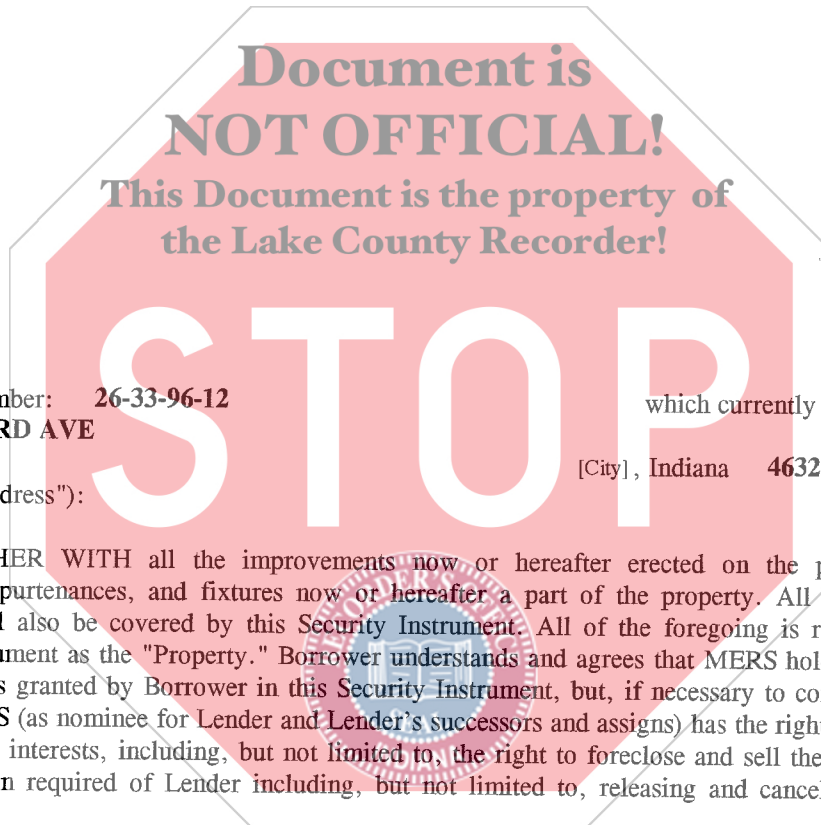 Document is
NOT OFFICIAL!
This Document is the property of
the Lake County Recorder!
STOP
mber: 26-33-96-12 which currently
RD AVE
[City] , Indiana 4632
dress"):
HER WITH all the improvements now or hereafter erected on the p
purtenances, and fixtures now or hereafter a part of the property. All
l also be covered by this Security Instrument. All of the foregoing is r
ument as the "Property." Borrower understands and agrees that MERS hol
s granted by Borrower in this Security Instrument, but, if necessary to co
S (as nominee for Lender and Lender's successors and assigns) has the right
interests, including, but not limited to, the right to foreclose and sell the
n required of Lender including, but not limited to, releasing and cancel
RECORDER'S OFFICE